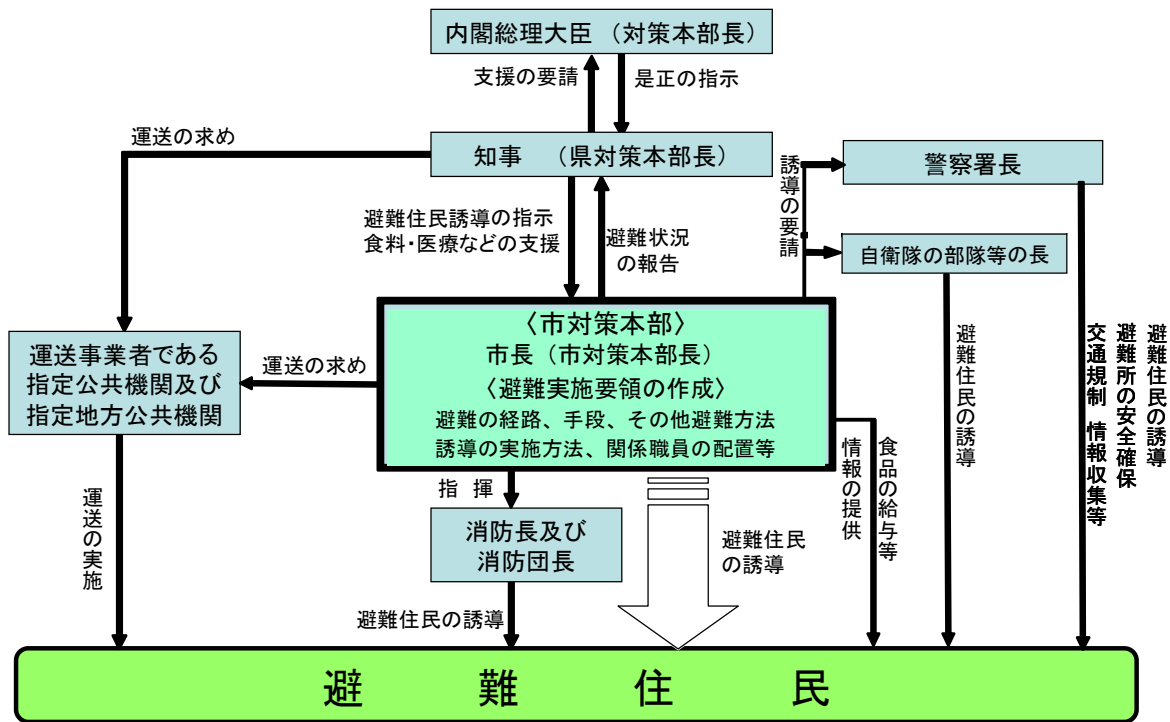 内閣総理大臣 （対策本部長）
支援の要請
是正の指示
運送の求め
知事 （県対策本部長）
警察署長
誘導の要請
避難住民誘導の指示
食料・医療などの支援
避難状況
の報告
自衛隊の部隊等の長
〈市対策本部〉
市長（市対策本部長）
〈避難実施要領の作成〉
避難の経路、手段、その他避難方法
誘導の実施方法、関係職員の配置等
運送事業者である
指定公共機関及び
指定地方公共機関
運送の求め
避難住民の誘導
避難所の安全確保
交通規制 情報収集等
避難住民の誘導
食品の給与等
情報の提供
指 揮
運送の実施
消防長及び
消防団長
避難住民
の誘導
避難住民の誘導
避 難 住 民